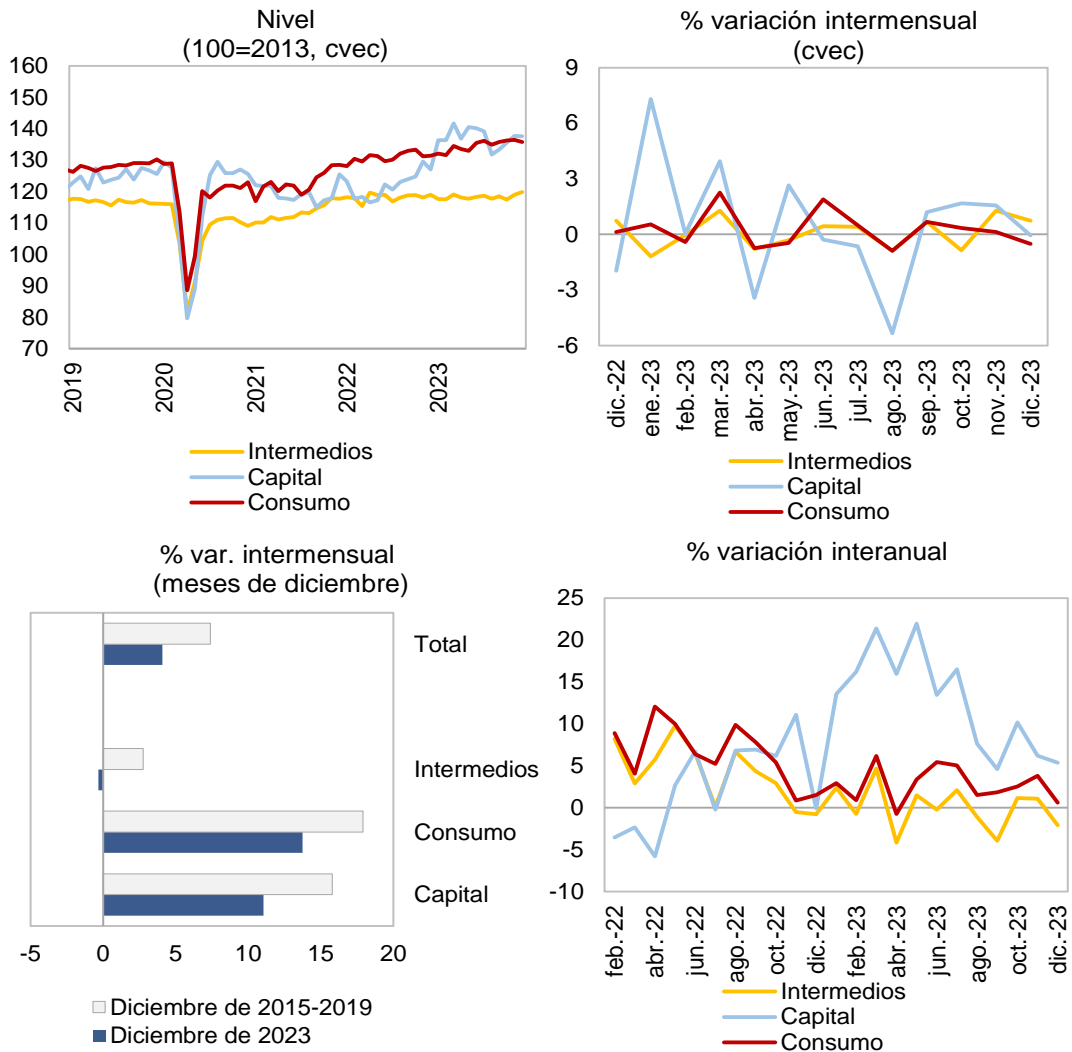 Nivel
(100=2013, cvec)
160
150
140
130
120
110
100
90
80
70
2019
2020
2021
2022
2023
Intermedios
Capital
Consumo
% variación intermensual
(cvec)
9
6
3
0
-3
-6
dic.-22
ene.-23
feb.-23
mar.-23
abr.-23
may.-23
jun.-23
jul.-23
ago.-23
sep.-23
oct.-23
nov.-23
dic.-23
Intermedios
Capital
Consumo
% var. intermensual
(meses de diciembre)
Total
Intermedios
Consumo
Capital
-5
0
5
10
15
20
Diciembre de 2015-2019
Diciembre de 2023
% variación interanual
25
20
15
10
5
0
-5
-10
feb.-22
abr.-22
jun.-22
ago.-22
oct.-22
dic.-22
feb.-23
abr.-23
jun.-23
ago.-23
oct.-23
dic.-23
Intermedios
Capital
Consumo